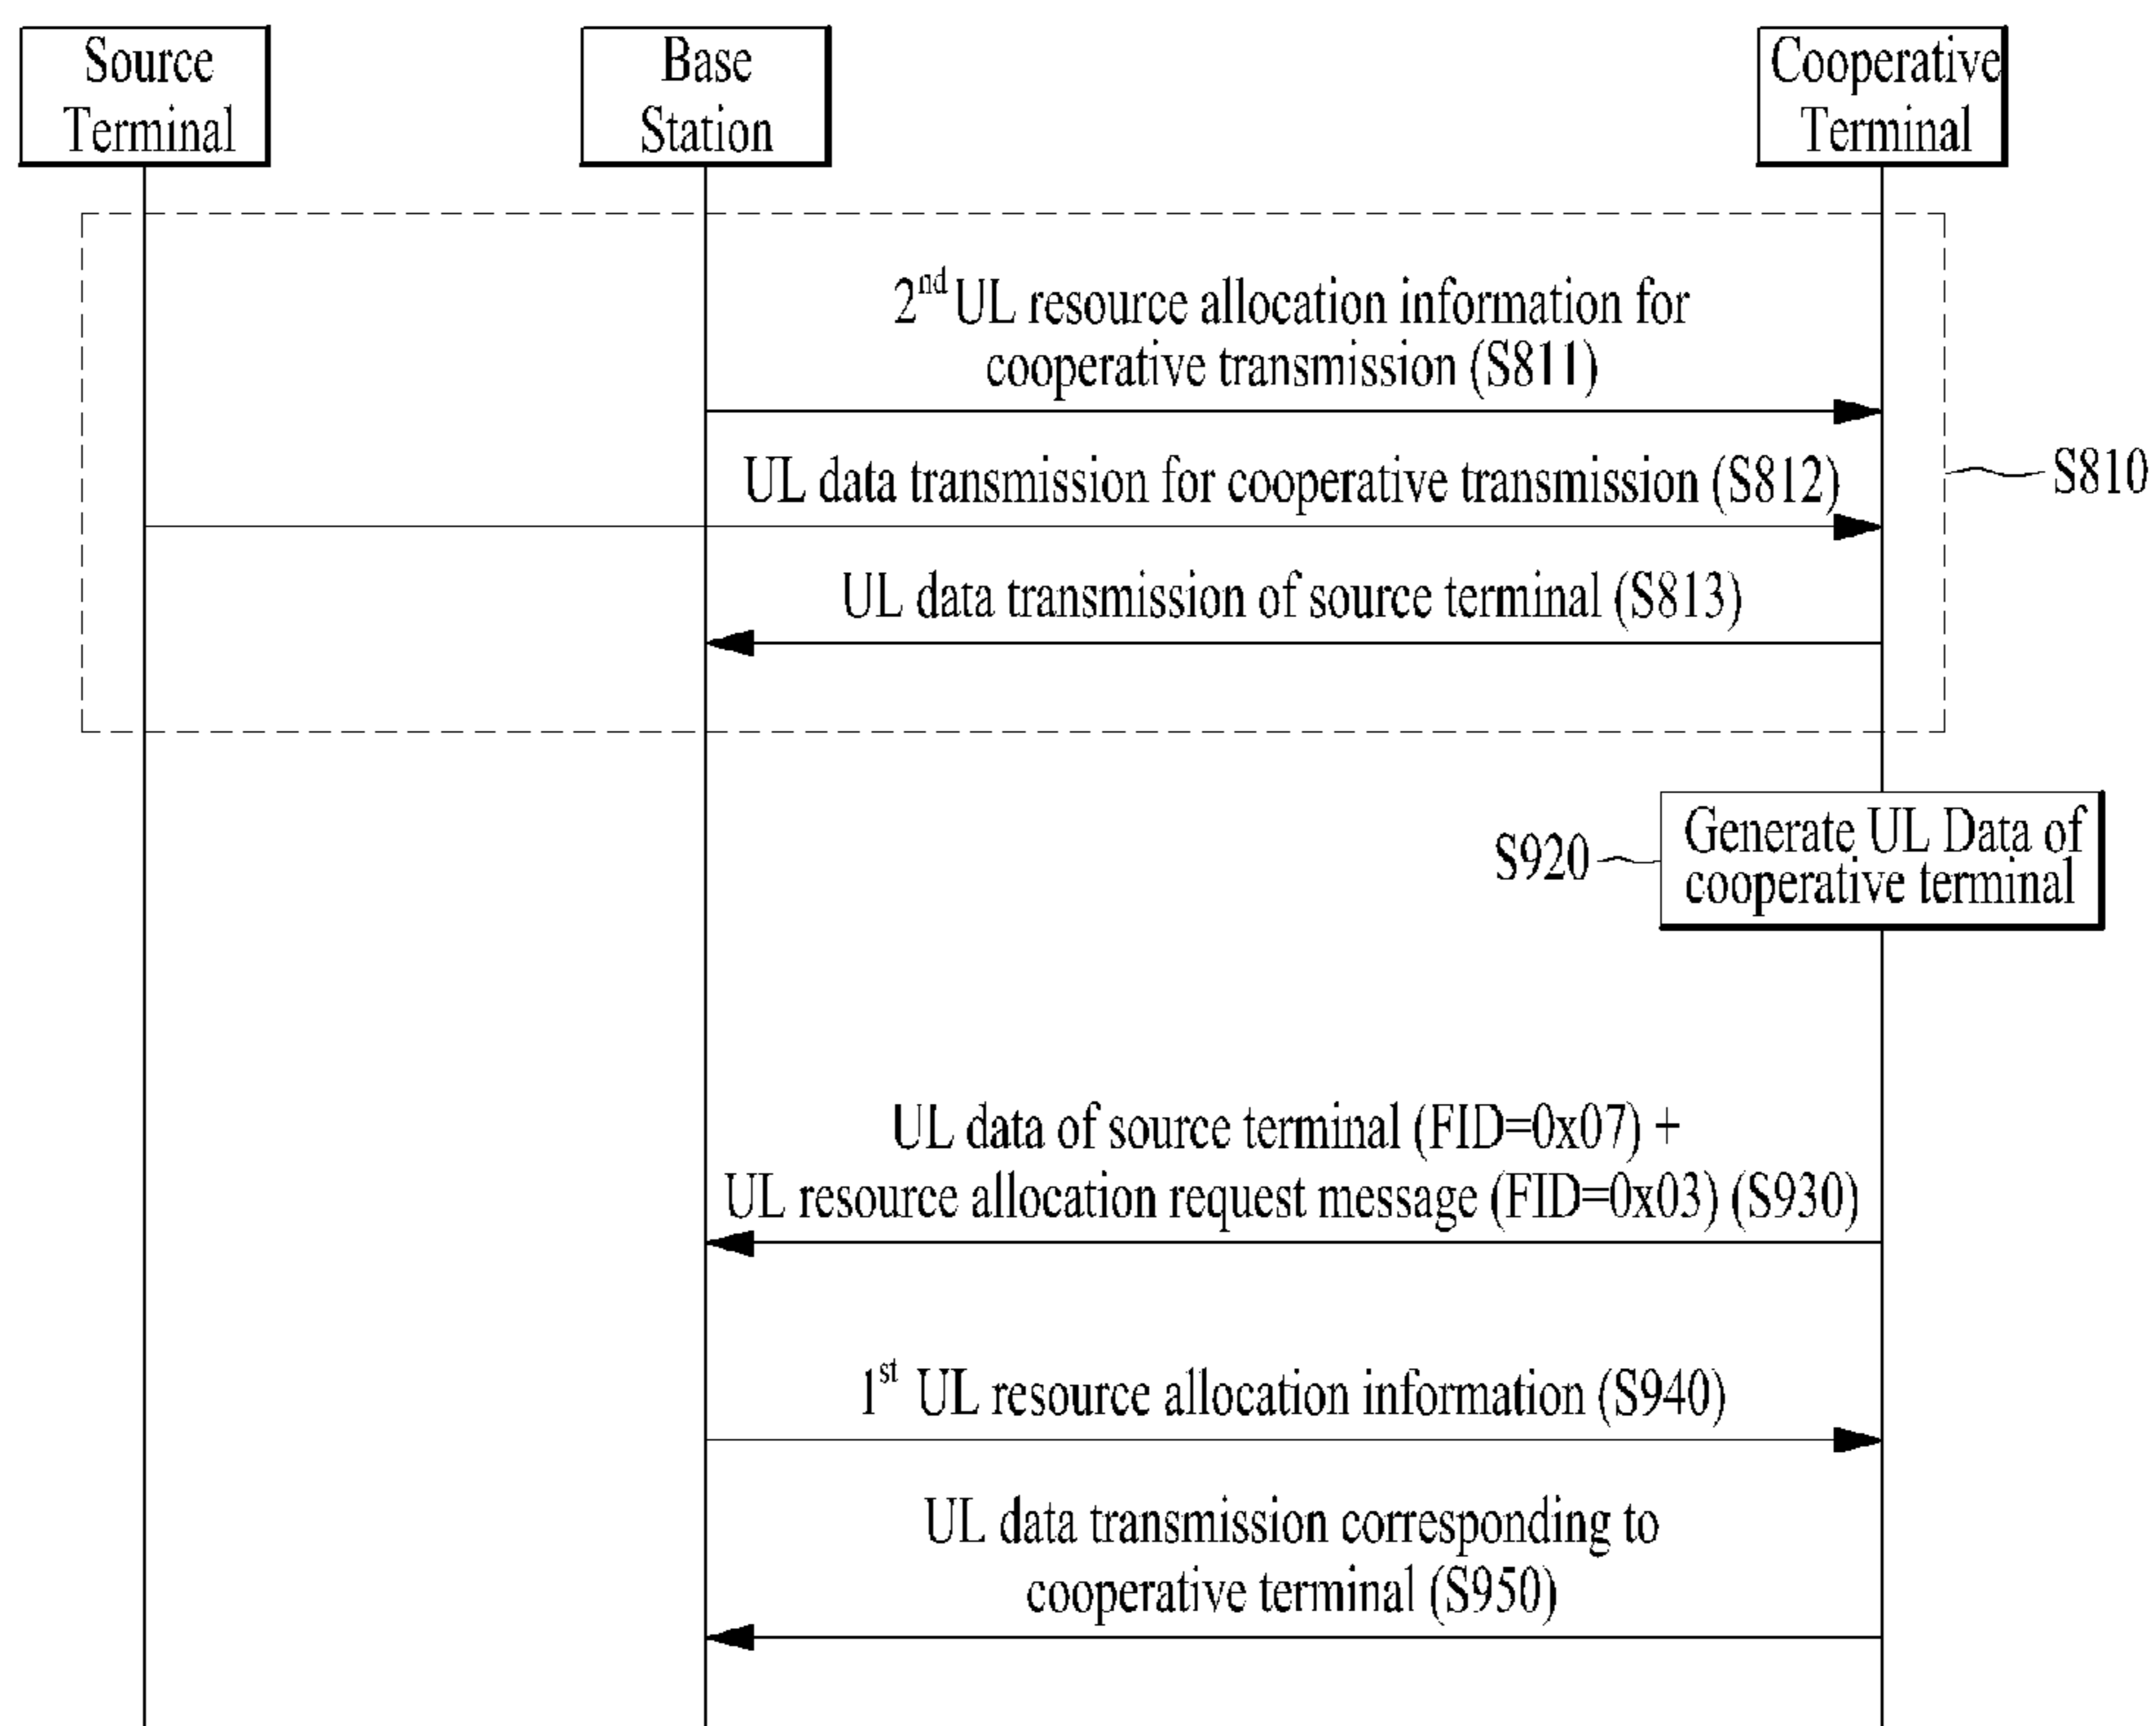 Source
Terminal
Base
Station
Cooperative
Terminal
2nd UL resource allocation information for
cooperative transmission (S811)
UL data transmission for cooperative transmission (S812)
S810
UL data transmission of source terminal (S813)
S920
Generate UL Data of
cooperative terminal
UL data of source terminal (FID=0x07) +
UL resource allocation request message (FID=0x03) (S930)
1st UL resource allocation information (S940)
UL data transmission corresponding to
cooperative terminal (S950)